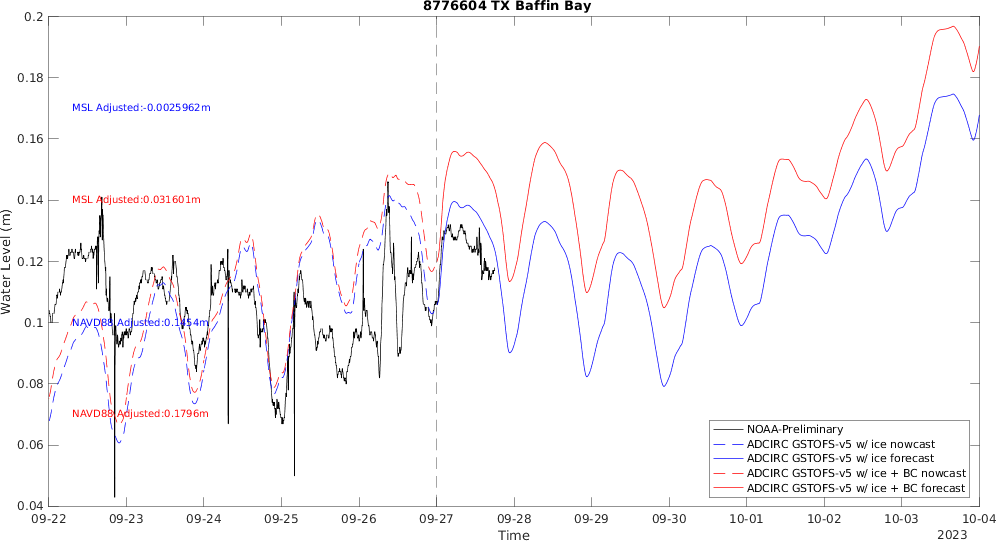 8776604 TX Baffin Bay
0.2
0.18
0.16
0.14
0.12
0.1
0.08
0.06
0.04
Water Level (m)
MSL Adjusted:-0.0025962m
MSL Adjusted:0.031601m
NAVD88 Adjusted:0.1454m
NAVD88 Adjusted:0.1796m
NOAA-Preliminary
ADCIRC GSTOFS-v5 w/ ice nowcast
ADCIRC GSTOFS-v5 w/ ice forecast
ADCIRC GSTOFS-v5 w/ ice + BC nowcast
ADCIRC GSTOFS-v5 w/ ice + BC forecast
09-22 09-23 09-24 09-25 09-26 09-27 09-28 09-29 09-30 10-01 10-02 10-03 10-04
Time
2023